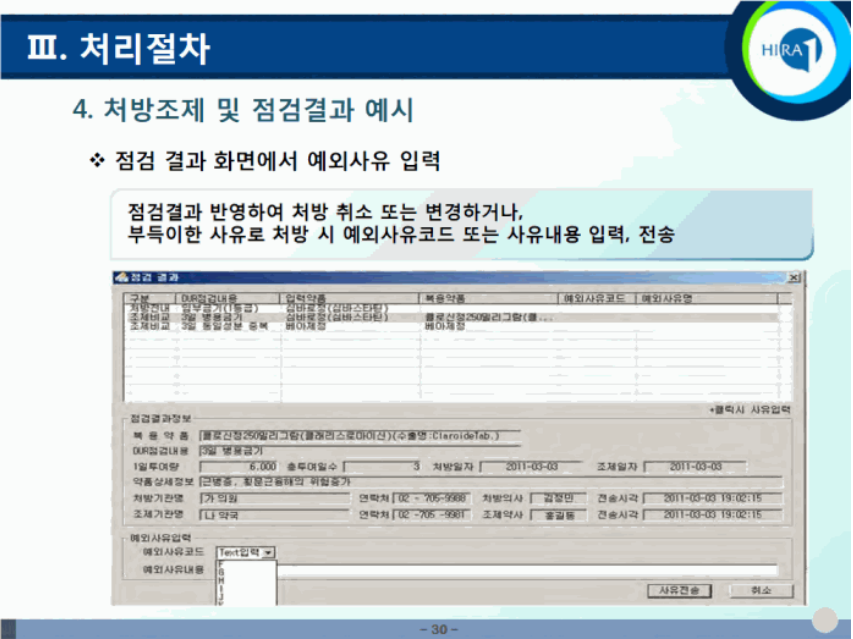 Ⅲ. 처리절차
HIRA
4. 처방조제 및 점검결과 예시
❖ 점검 결과 화면에서 예외사유 입력
점검결과 반영하여 처방 취소 또는 변경하거나,
부득이한 사유로 처방 시 예외사유코드 또는 사유내용 입력, 전송
점검 결과
구분 DUR점검내용 입력약품 복용약품 예외사유코드 예외사유명
처방전내 임부금기(1등급) 심바로정(심바스타틴)
조제비교 3일 병용금기 심바로정(심바스타틴) 클로신정250밀리그람(클...
조제비교 3일 동일성분 중복 베아제정 베아제정
*클릭시 사유입력
점검결과정보
복 용 약 품 클로신정250밀리그람(클래리스로마이신)(수출명:ClaroideTab.)
DUR점검내용 3일 병용금기
1일투여량 6.000 총투여일수 3 처방일자 2011-03-03 조제일자 2011-03-03
약품상세정보 근병증, 횡문근융해의 위험증가
처방기관명 가의원 연락처 02 - 705-9988 처방의사 김정민 전송시각 2011-03-03 19:02:15
조제기관명 나 약국 연락처 02 -705 -9981 조제약사 홍길동 전송시각 2011-03-03 19:02:15
예외사유입력
예외사유코드 Text입력
F
G
H
I
J
예외사유내용
사유전송 취소
- 30 -